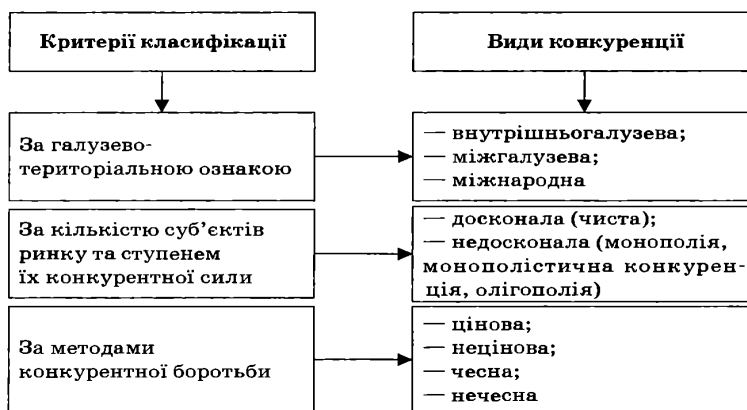 Критерії класифікації
Види конкуренції
За галузево-
територіальною ознакою
— внутрішньогалузева;
— міжгалузева;
— міжнародна
За кількістю суб’єктів
ринку та ступенем
їх конкурентної сили
— досконала (чиста);
— недосконала (монополія,
монополістична конкурен-
ція, олігополія)
За методами
конкурентної боротьби
— цінова;
— нецінова;
— чесна;
— нечесна